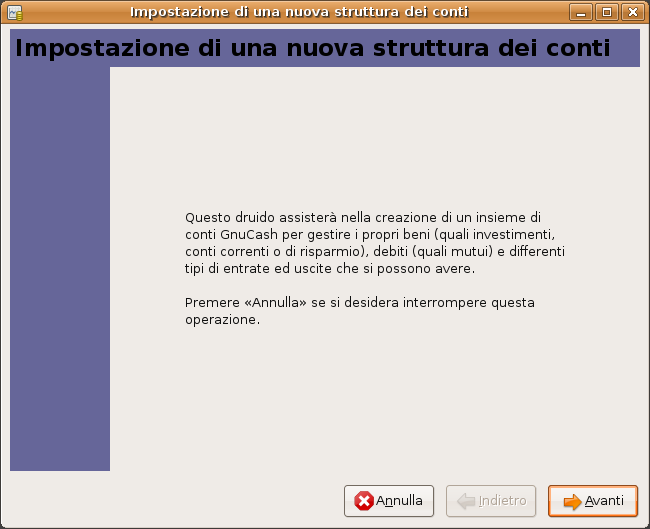 Impostazione di una nuova struttura dei conti
Impostazione di una nuova struttura dei conti
Questo druido assisterà nella creazione di un insieme di
conti GnuCash per gestire i propri beni (quali investimenti,
conti correnti o di risparmio), debiti (quali mutui) e differenti
tipi di entrate ed uscite che si possono avere.
Premere «Annulla» se si desidera interrompere questa
operazione.
Annulla
Indietro
Avanti